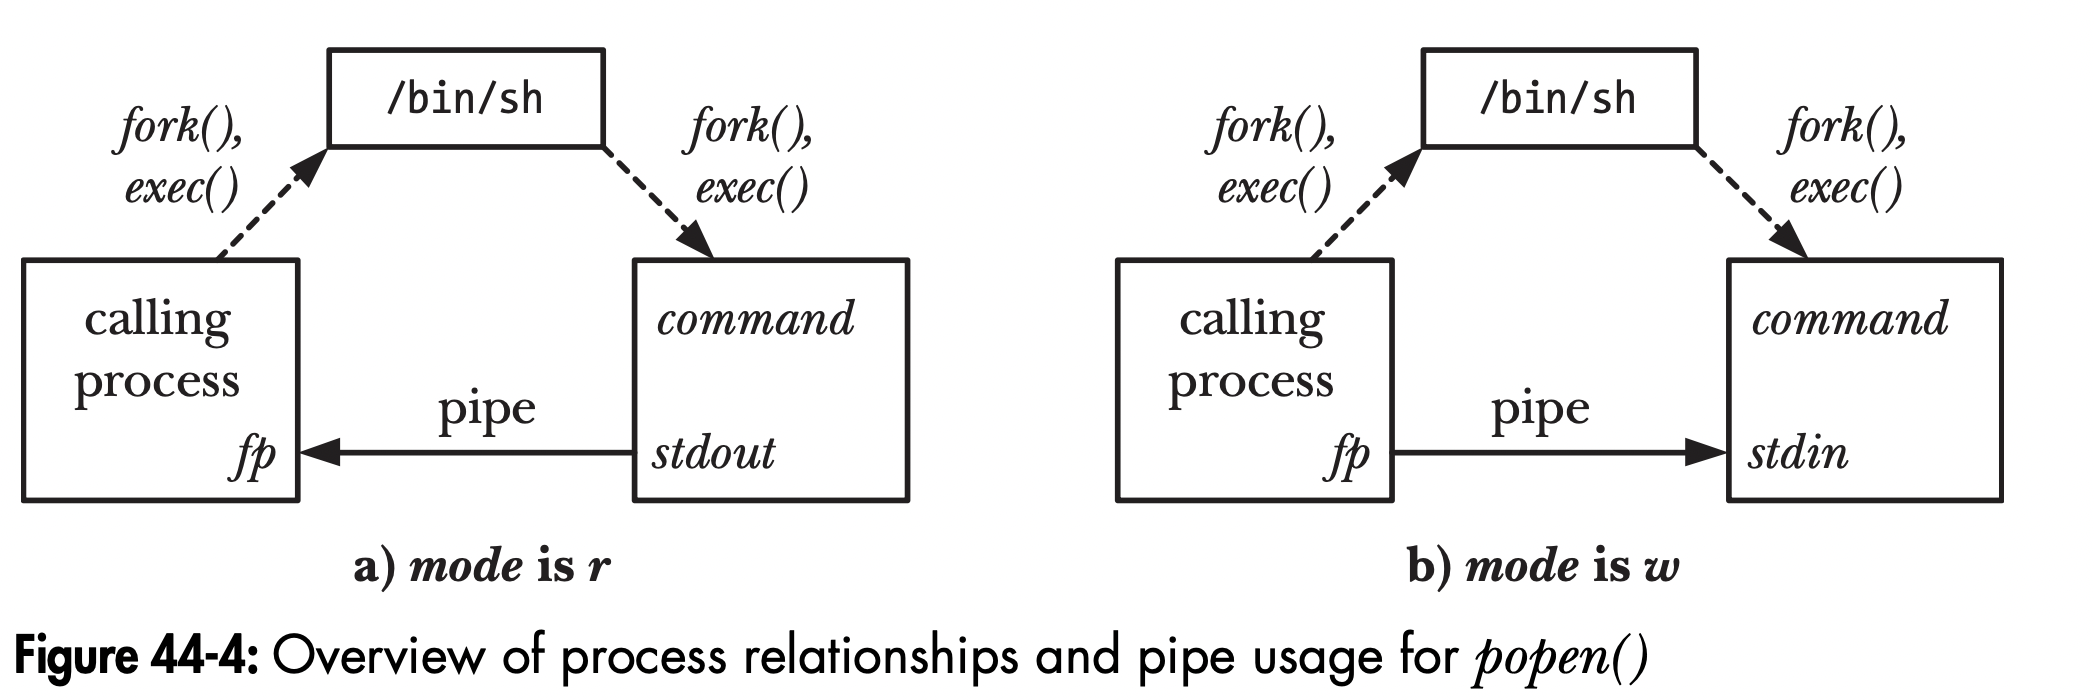 /bin/sh
fork(),
exec()
fork(),
exec()
calling
process
fp
pipe
command
stdout
a) mode is r
/bin/sh
fork(),
exec()
fork(),
exec()
calling
process
fp
pipe
command
stdin
b) mode is w
Figure 44-4: Overview of process relationships and pipe usage for popen()